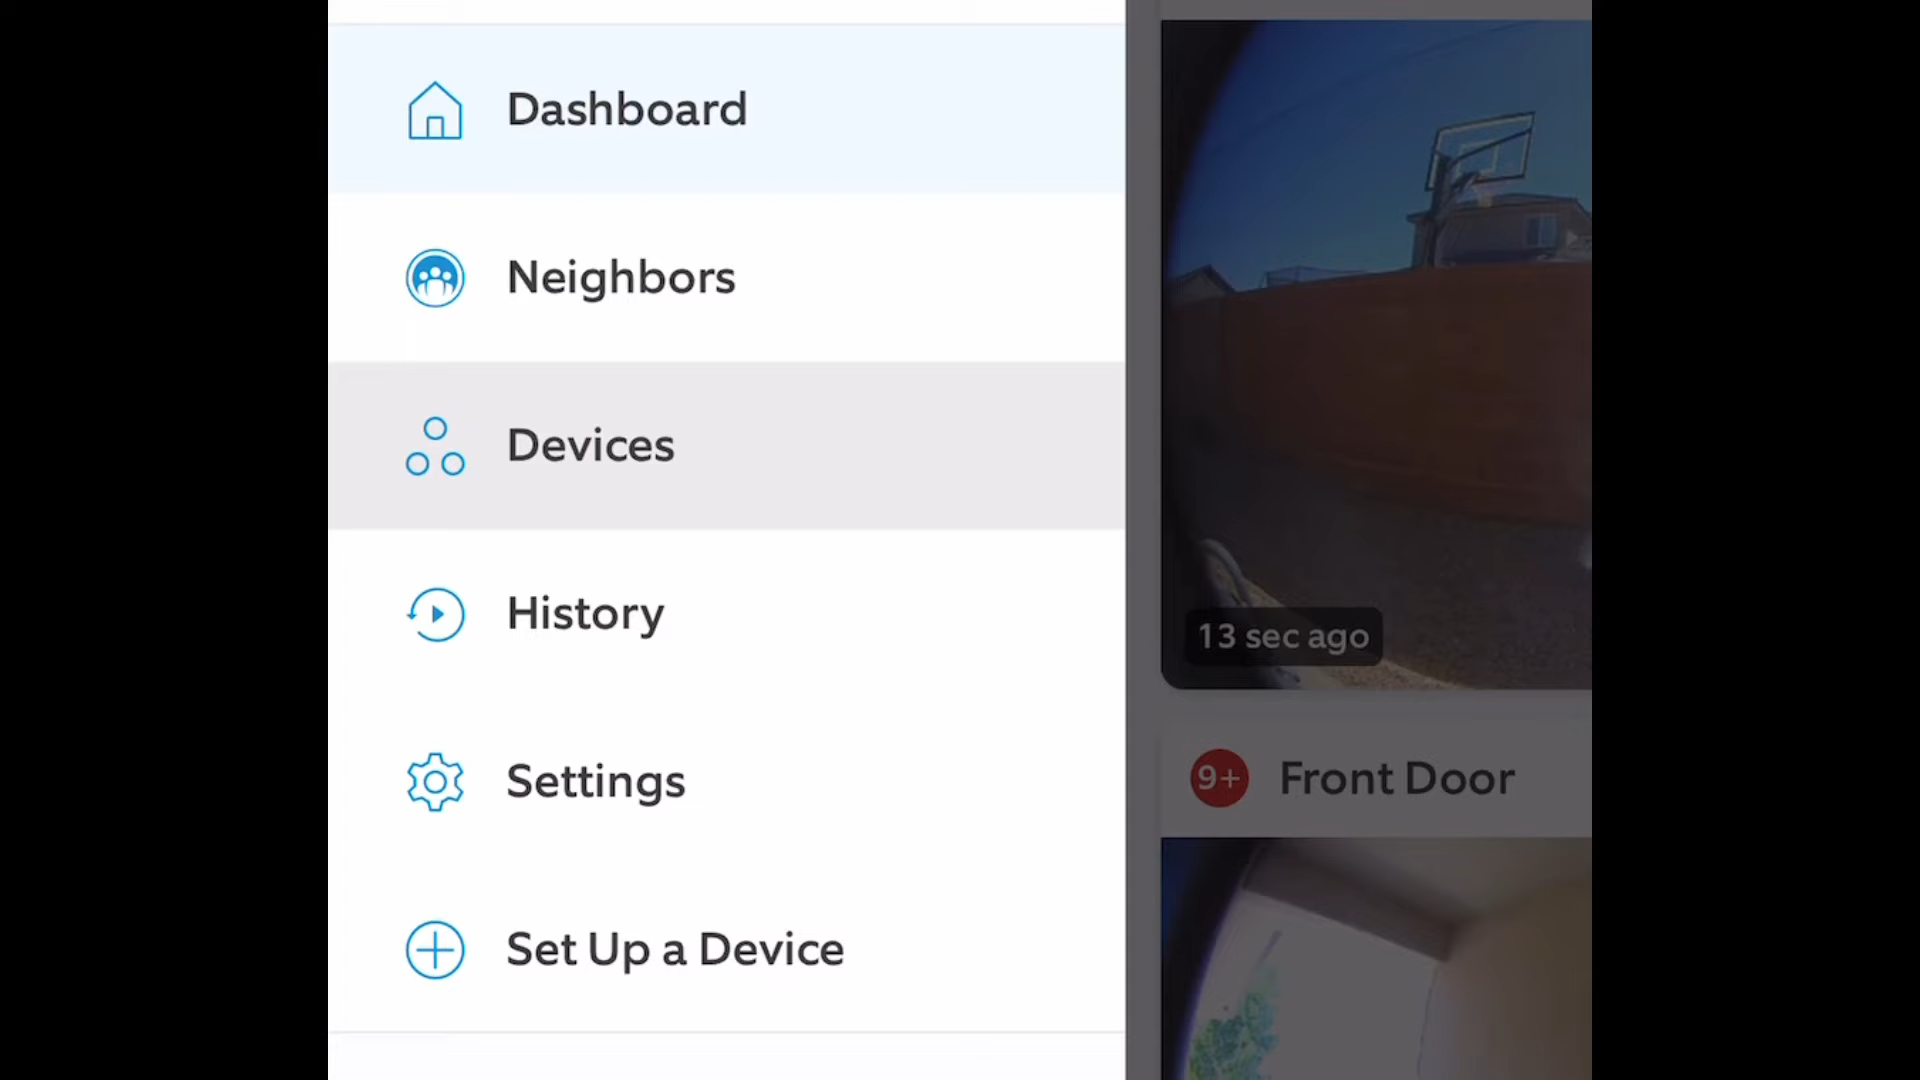 Dashboard
Neighbors
Devices
History
Settings
Set Up a Device
13 sec ago
9+ Front Door